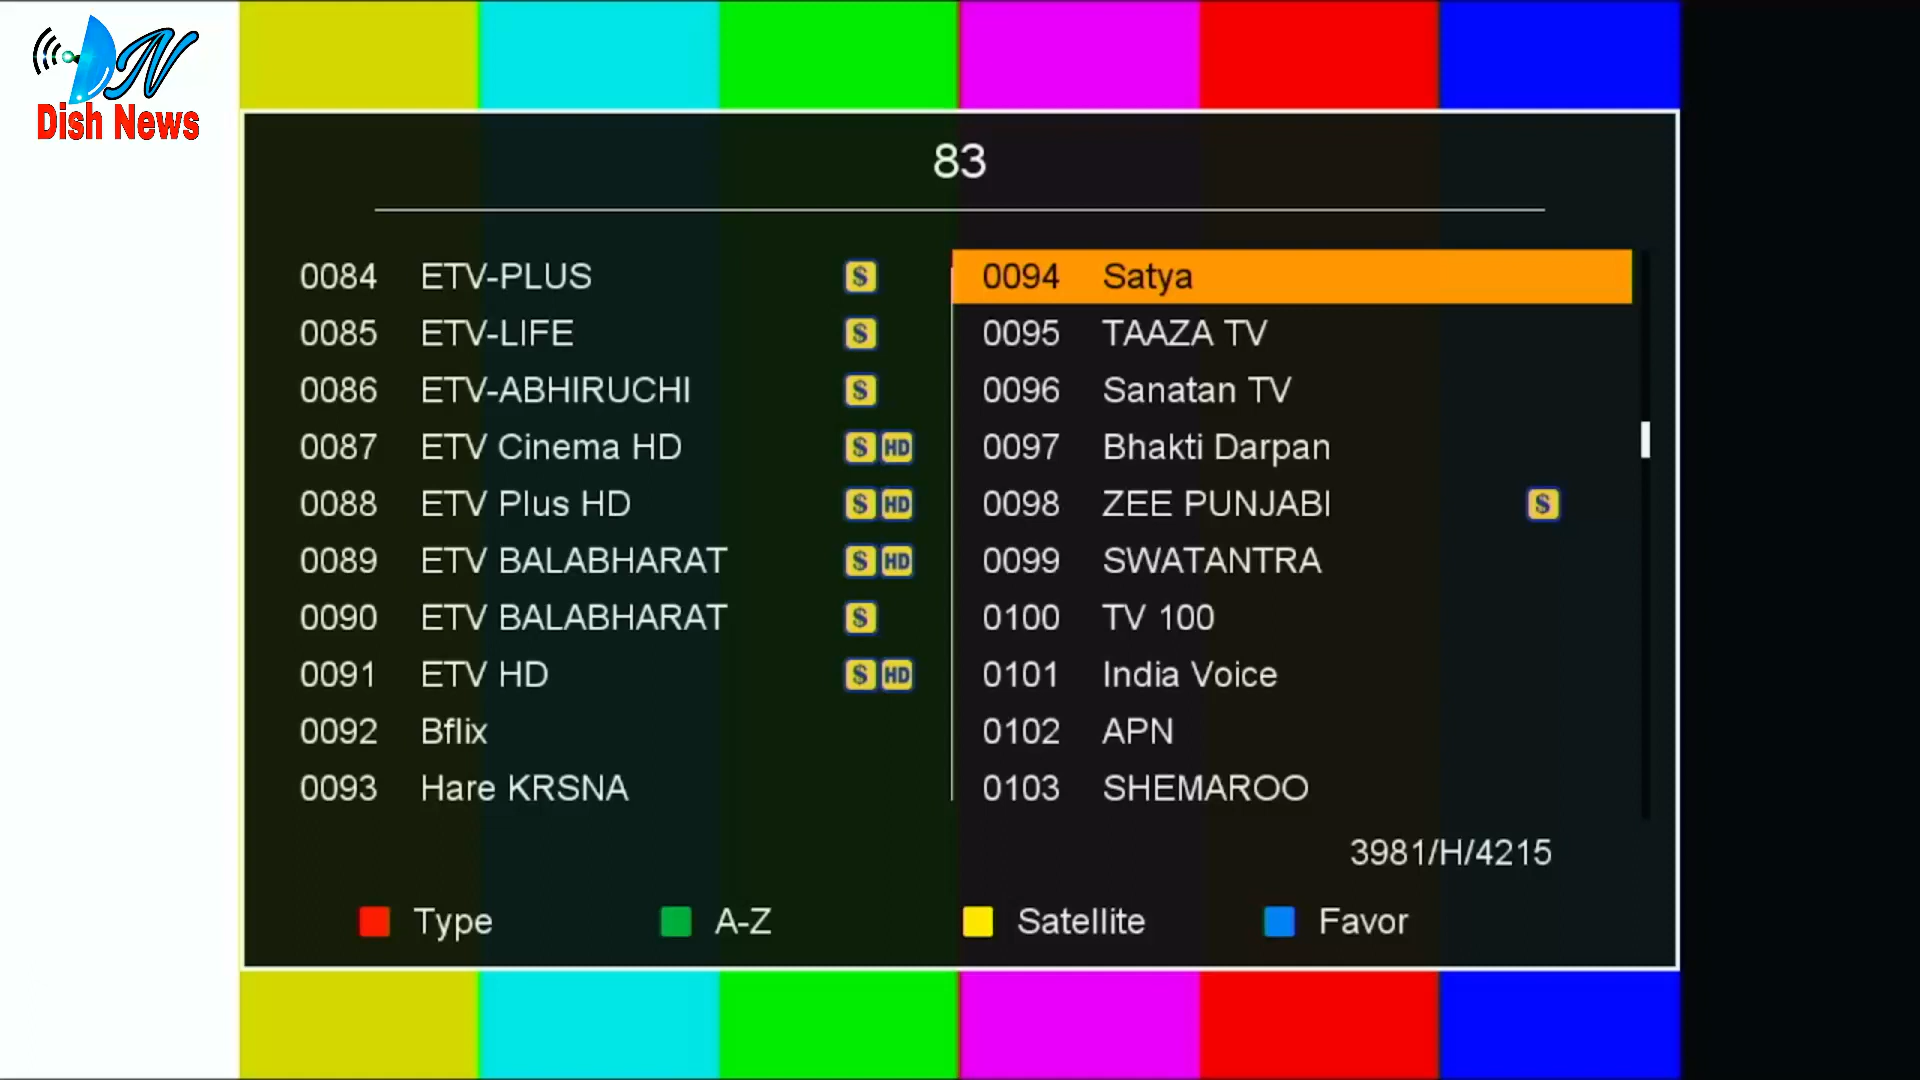 DN
Dish News
83
0084 ETV-PLUS $
0085 ETV-LIFE $
0086 ETV-ABHIRUCHI $
0087 ETV Cinema HD $ HD
0088 ETV Plus HD $ HD
0089 ETV BALABHARAT $ HD
0090 ETV BALABHARAT $
0091 ETV HD $ HD
0092 Bflix
0093 Hare KRSNA
0094 Satya
0095 TAAZA TV
0096 Sanatan TV
0097 Bhakti Darpan
0098 ZEE PUNJABI $
0099 SWATANTRA
0100 TV 100
0101 India Voice
0102 APN
0103 SHEMAROO
3981/H/4215
Type A-Z Satellite Favor